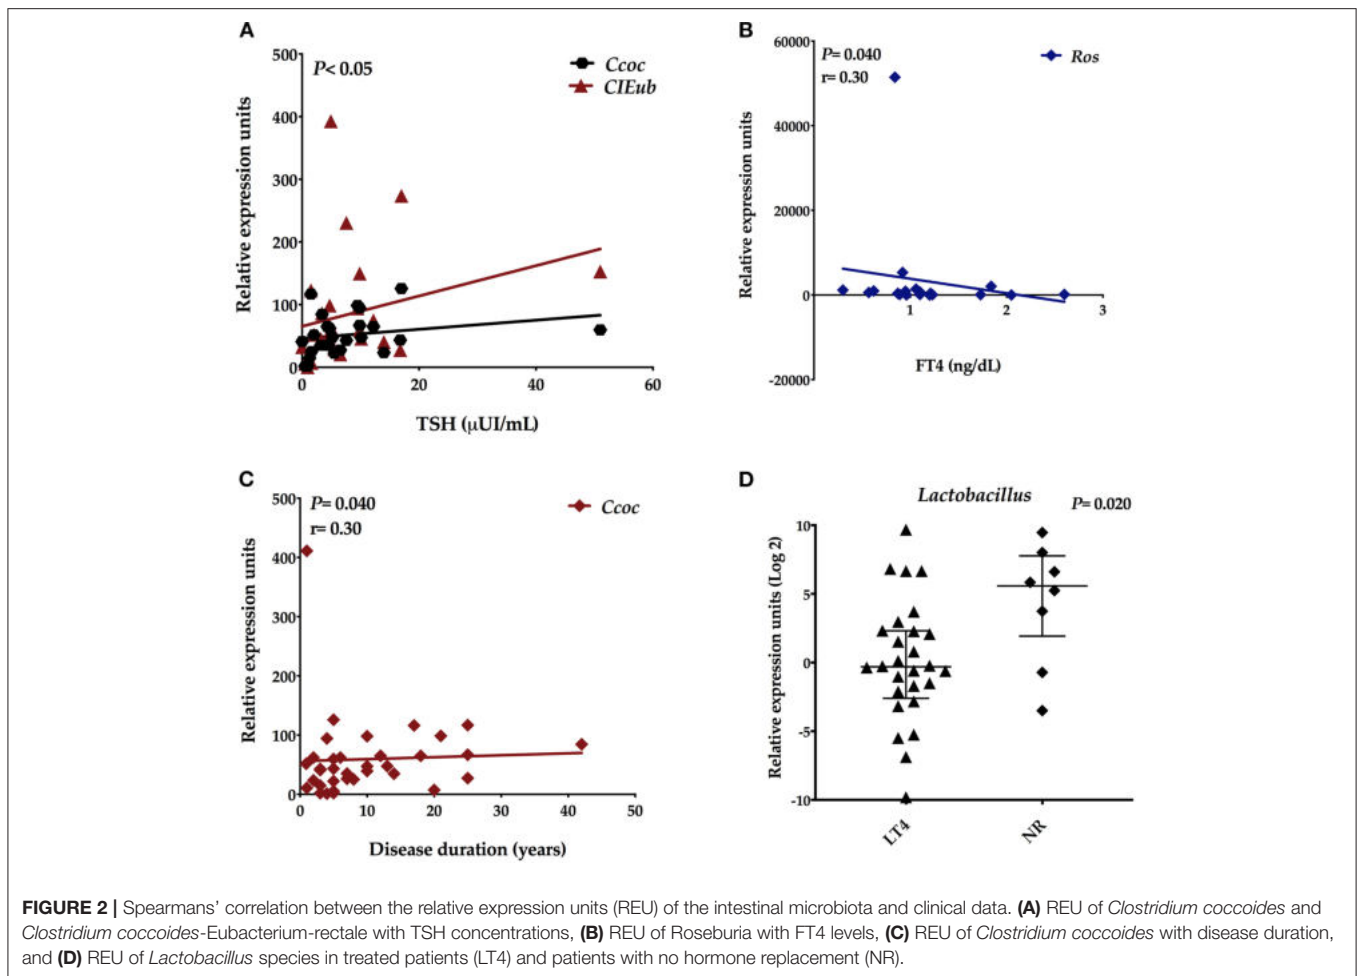 A
P< 0.05
Ccoc
CIEub
Relative expression units
500
400
300
200
100
0
0 20 40 60
TSH (μUI/mL)
B
P= 0.040
r= 0.30
Ros
Relative expression units
60000
40000
20000
0
-20000
1 2 3
FT4 (ng/dL)
C
P= 0.040
r= 0.30
Ccoc
Relative expression units
500
400
300
200
100
0
0 10 20 30 40 50
Disease duration (years)
D
Lactobacillus
P= 0.020
Relative expression units (Log 2)
10
5
0
-5
-10
LT4 NR
FIGURE 2 | Spearmans' correlation between the relative expression units (REU) of the intestinal microbiota and clinical data. (A) REU of Clostridium coccoides and
Clostridium coccoides-Eubacterium-rectale with TSH concentrations, (B) REU of Roseburia with FT4 levels, (C) REU of Clostridium coccoides with disease duration,
and (D) REU of Lactobacillus species in treated patients (LT4) and patients with no hormone replacement (NR).